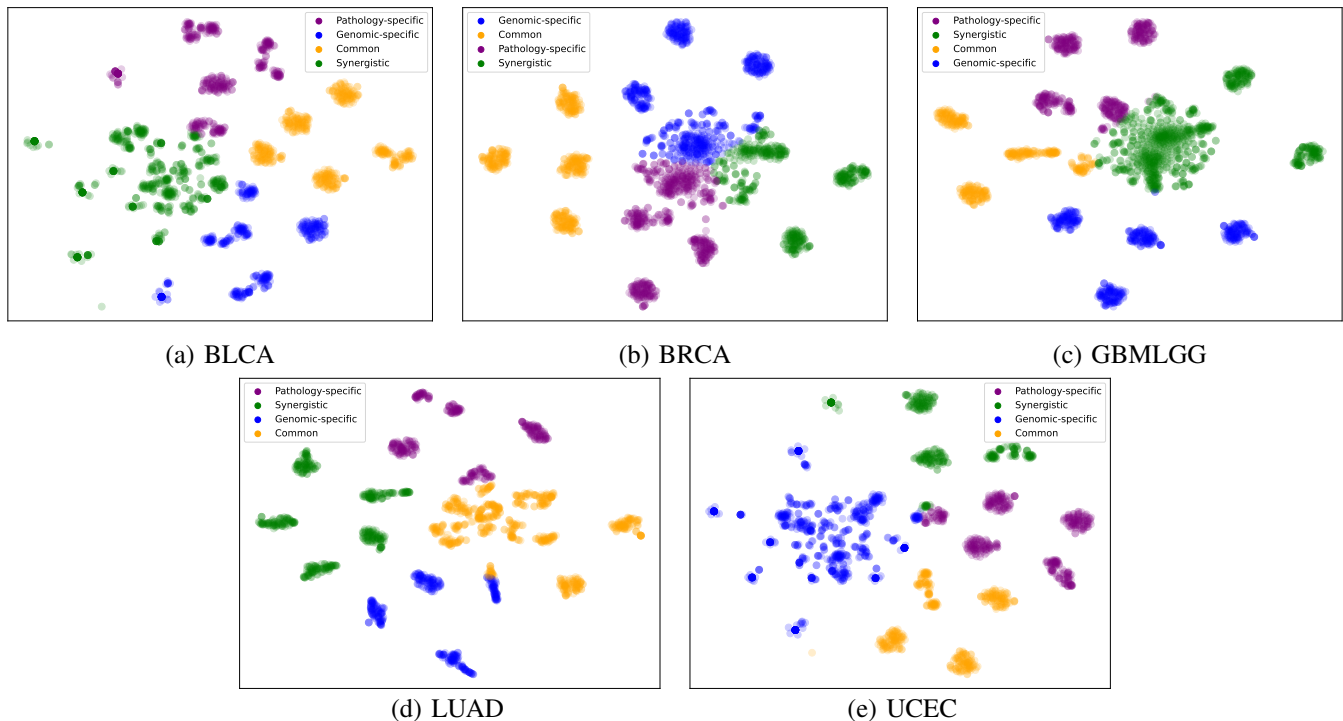 Pathology-specific
Genomic-specific
Common
Synergistic
(a) BLCA
Genomic-specific
Common
Pathology-specific
Synergistic
(b) BRCA
Pathology-specific
Synergistic
Common
Genomic-specific
(c) GBMLGG
Pathology-specific
Synergistic
Genomic-specific
Common
(d) LUAD
Pathology-specific
Synergistic
Genomic-specific
Common
(e) UCEC